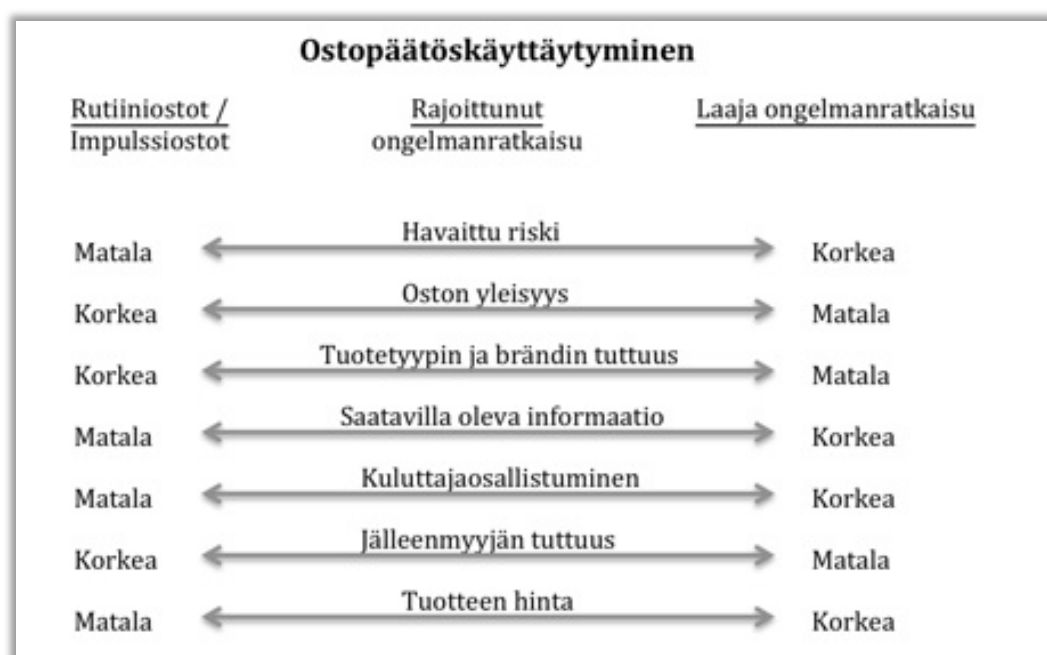 Ostopäätöskäyttäytyminen
Rutiiniostot /
Impulssiostot
Rajoittunut
ongelmanratkaisu
Laaja ongelmanratkaisu
Matala Havaittu riski Korkea
Korkea Oston yleisyys Matala
Korkea Tuotetyypin ja brändin tuttuus Matala
Matala Saatavilla oleva informaatio Korkea
Matala Kuluttajaosallistuminen Korkea
Korkea Jälleenmyyjän tuttuus Matala
Matala Tuotteen hinta Korkea